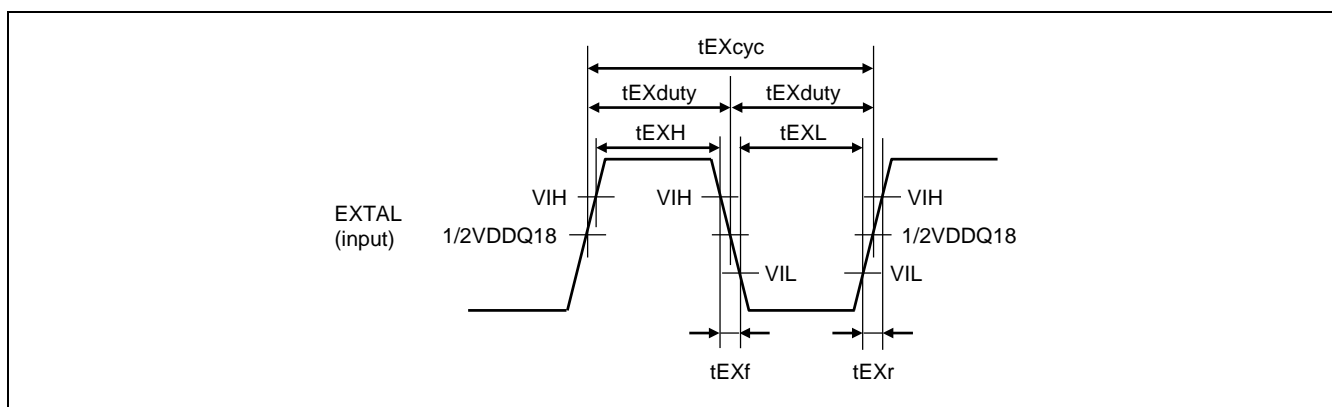 tEXcyc
tEXduty tEXduty
tEXH tEXL
VIH VIH VIH
EXTAL
(input)
1/2VDDQ18 1/2VDDQ18
VIL VIL
tEXf tEXr